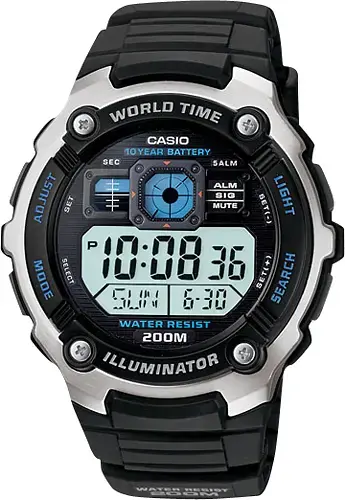 WORLD TIME
CASIO
10 YEAR BATTERY
SEC
5ALM
ADJUST
LIGHT
ALM
SIG
MUTE
SET
SET(-)
P 10:08 36
SUN 6-30
MODE
SELECT
SEARCH
SET(+)
WATER RESIST
200M
ILLUMINATOR
WATER RESIST